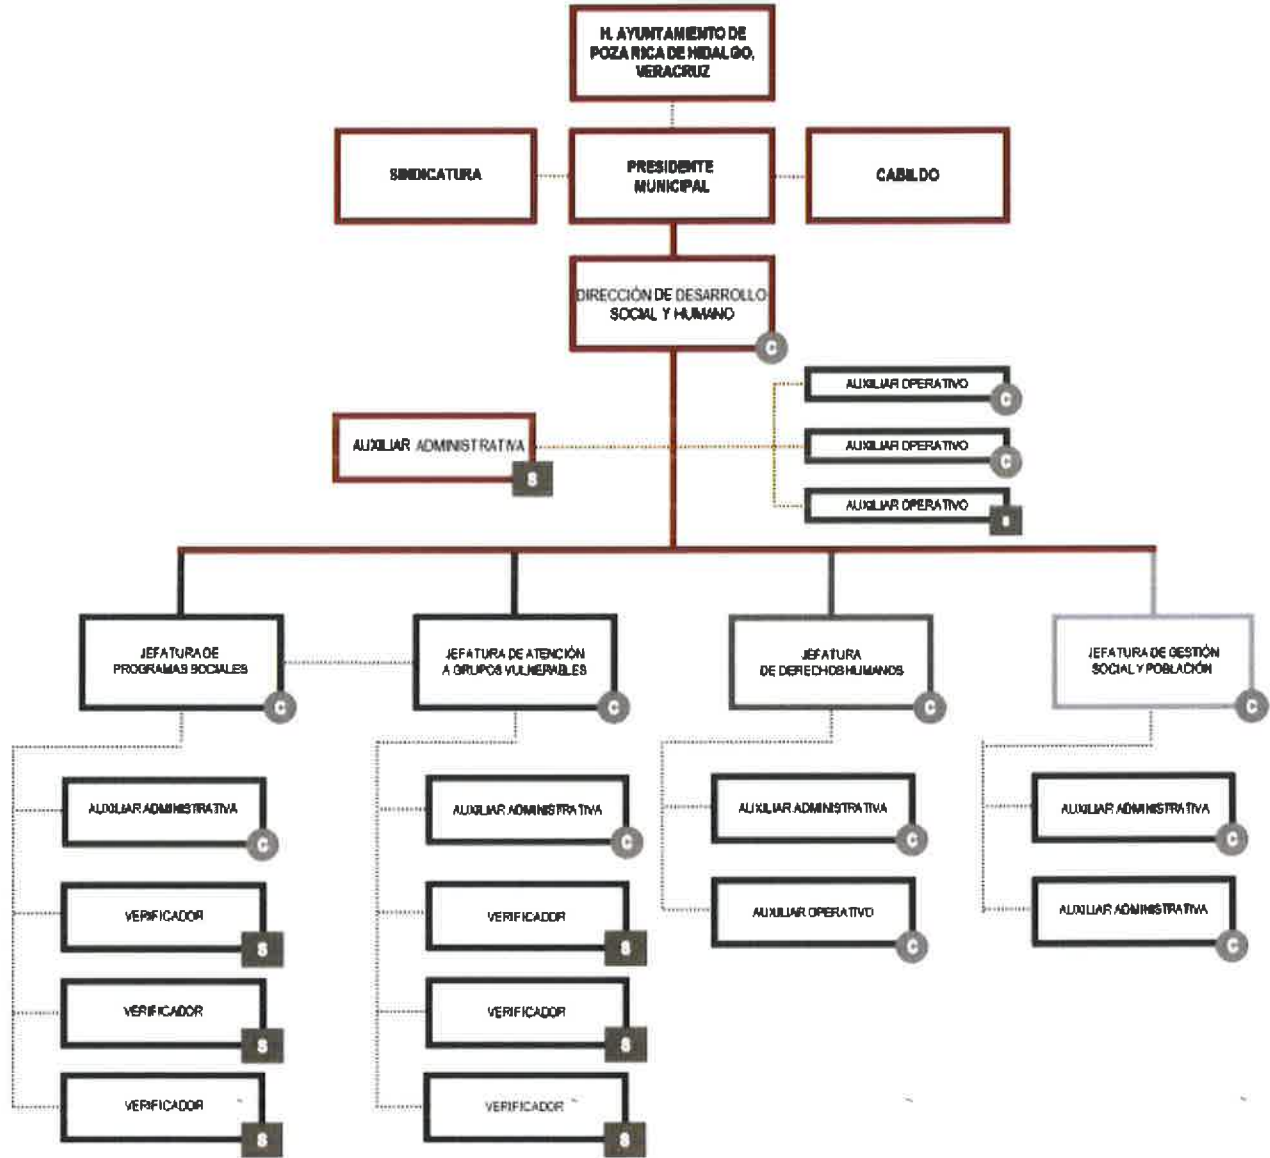 H. AYUNTAMIENTO DE
POZA RICA DE HIDALGO,
VERACRUZ
SINDICATURA
PRESIDENTE
MUNICIPAL
CABILDO
DIRECCIÓN DE DESARROLLO
SOCIAL Y HUMANO
C
AUXILIAR OPERATIVO
C
AUXILIAR ADMINISTRATIVA
S
AUXILIAR OPERATIVO
C
AUXILIAR OPERATIVO
S
JEFATURA DE
PROGRAMAS SOCIALES
C
JEFATURA DE ATENCIÓN
A GRUPOS VULNERABLES
C
JEFATURA
DE DERECHOS HUMANOS
C
JEFATURA DE GESTIÓN
SOCIAL Y POBLACIÓN
C
AUXILIAR ADMINISTRATIVA
C
AUXILIAR ADMINISTRATIVA
C
AUXILIAR ADMINISTRATIVA
C
AUXILIAR ADMINISTRATIVA
C
VERIFICADOR
S
VERIFICADOR
S
AUXILIAR OPERATIVO
C
AUXILIAR ADMINISTRATIVA
C
VERIFICADOR
S
VERIFICADOR
S
VERIFICADOR
S
VERIFICADOR
S